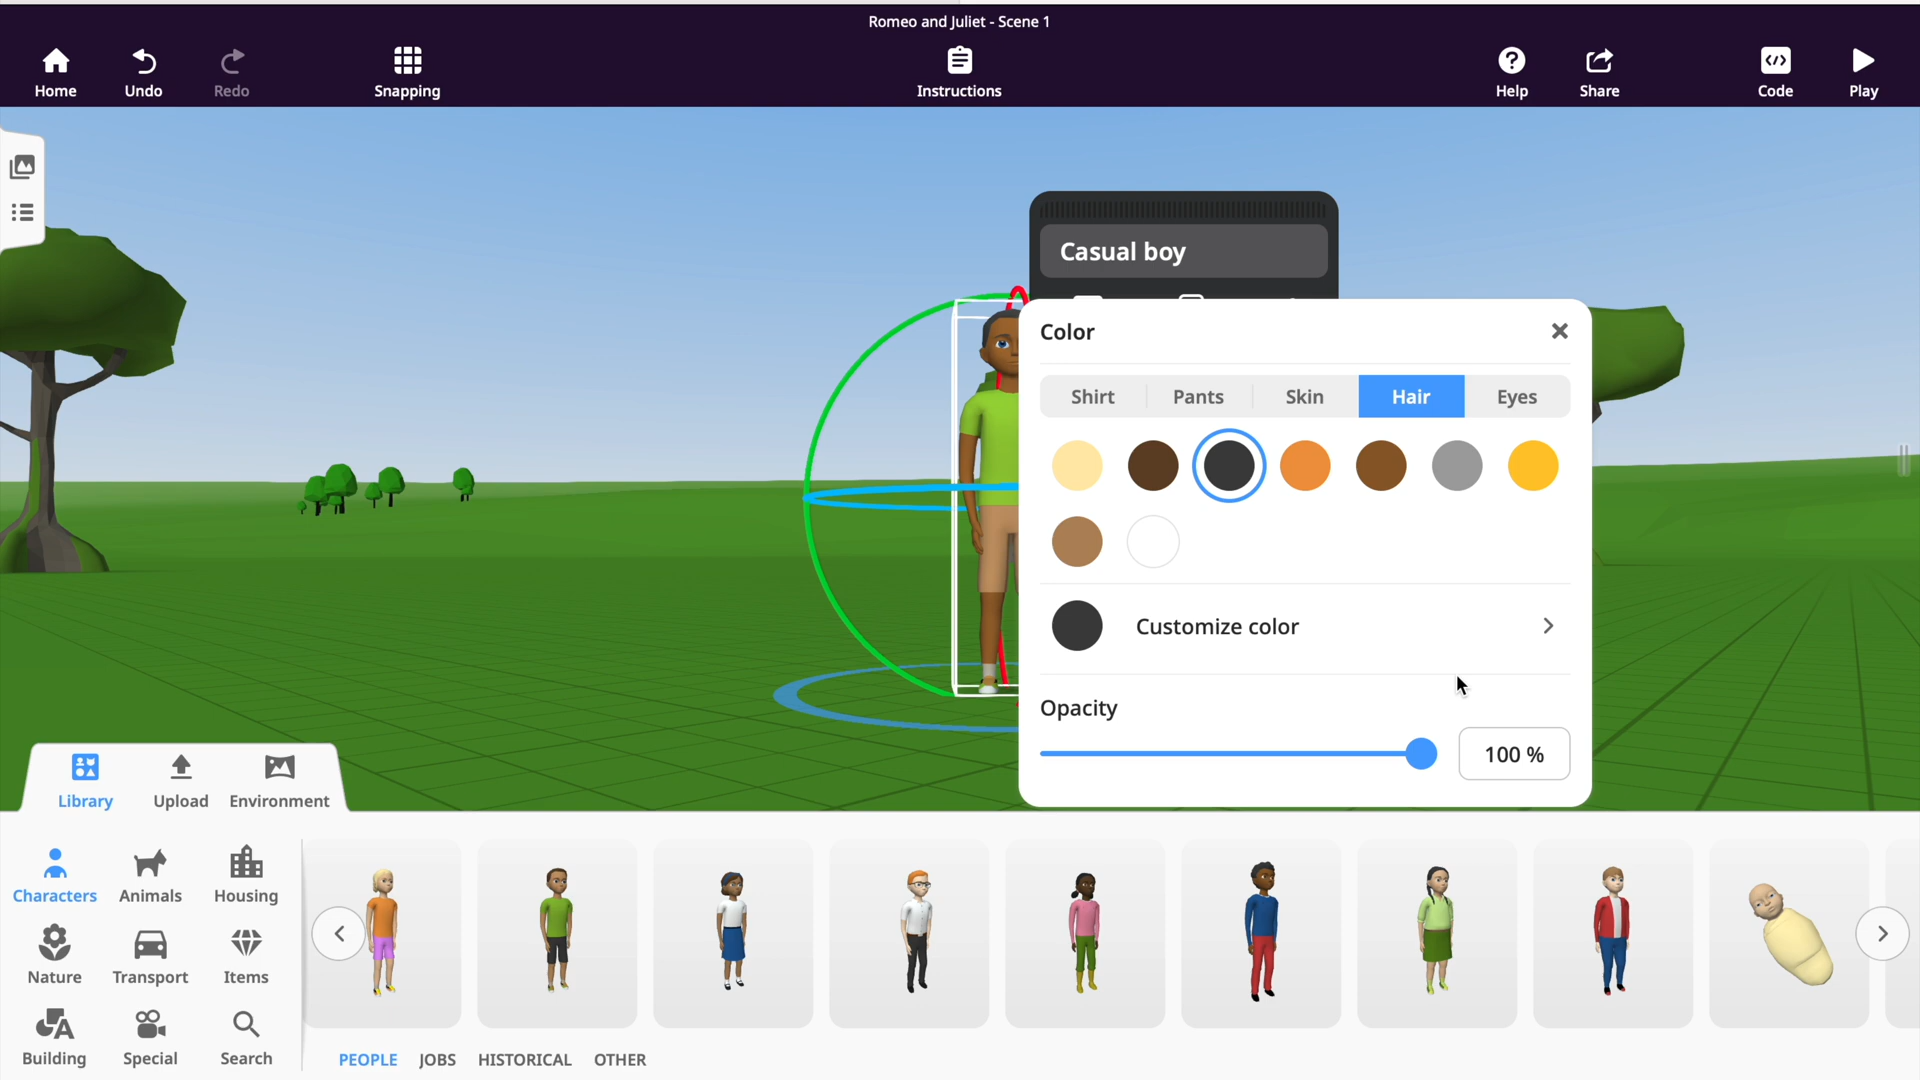 Romeo and Juliet - Scene 1
Home
Undo
Redo
Snapping
Instructions
Help
Share
Code
Play
Casual boy
Color
Shirt
Pants
Skin
Hair
Eyes
Customize color
Opacity
100 %
Library
Upload
Environment
Characters
Animals
Housing
Nature
Transport
Items
Building
Special
Search
PEOPLE
JOBS
HISTORICAL
OTHER